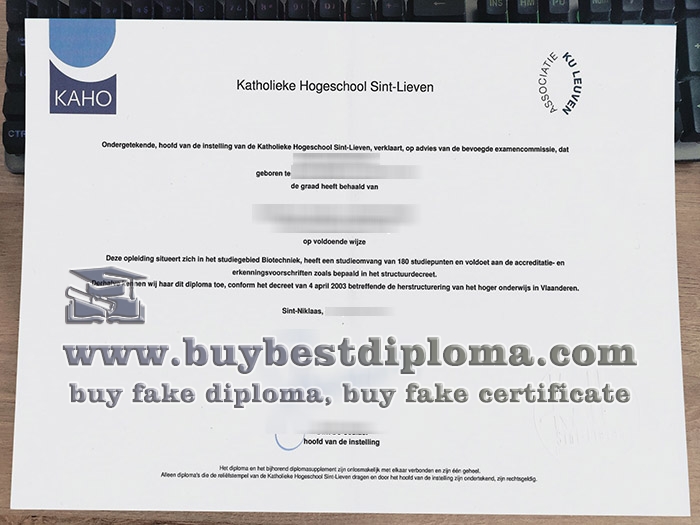 KAHO
Katholieke Hogeschool Sint-Lieven
ASSOCIATIE
KU LEUVEN
Ondergetekende, hoofd van de instelling van de Katholieke Hogeschool Sint-Lieven, verklaart, op advies van de bevoegde examencommissie, dat
geboren te
de graad heeft behaald van
op voldoende wijze
Deze opleiding situeert zich in het studiegebied Biotechniek, heeft een studieomvang van 180 studiepunten en voldoet aan de accreditatie- en
erkenningsvoorschriften zoals bepaald in het structuurdecreet.
wij haar dit diploma toe, conform het decreet van 4 april 2003 betreffende de herstructurering van het hoger onderwijs in Vlaanderen.
Sint-Niklaas,
www.buybestdiploma.com
buy fake diploma, buy fake certificate
hoofd van de instelling
Het diploma en het bijhorend diplomasupplement zijn onlosmakelijk met elkaar verbonden en zijn één geheel.
Alleen diploma's die de reliëfstempel van de Katholieke Hogeschool Sint-Lieven dragen en door het hoofd van de instelling zijn ondertekend, zijn rechtsgeldig.